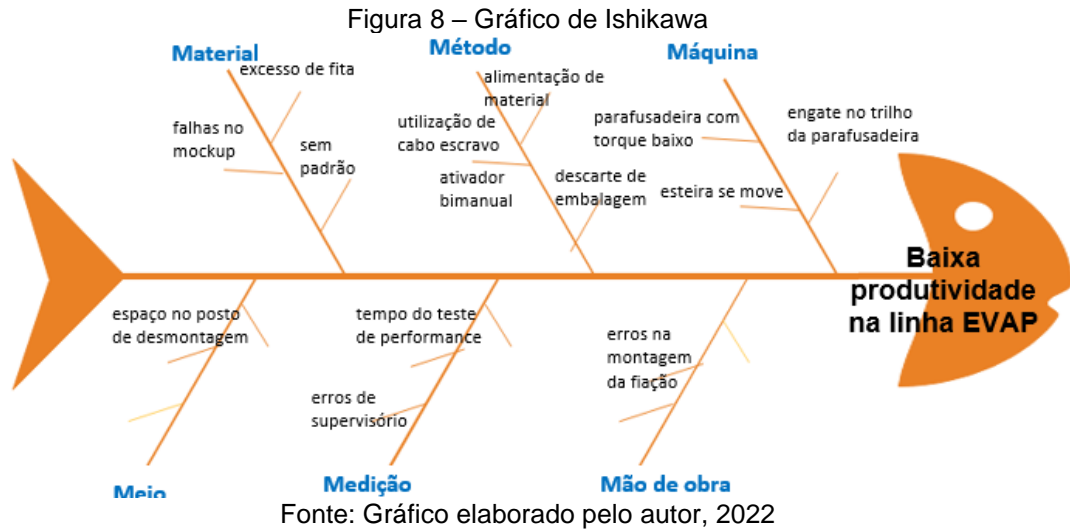 Figura 8 – Gráfico de Ishikawa
Material
Método
Máquina
excesso de fita
falhas no
mockup
sem
padrão
alimentação de
material
utilização de
cabo escravo
ativador
bimanual
descarte de
embalagem
parafusadeira com
torque baixo
engate no trilho
da parafusadeira
esteira se move
Baixa
produtividade
na linha EVAP
espaço no posto
de desmontagem
tempo do teste
de performance
erros de
supervisório
erros na
montagem
da fiação
Meio
Medição
Mão de obra
Fonte: Gráfico elaborado pelo autor, 2022